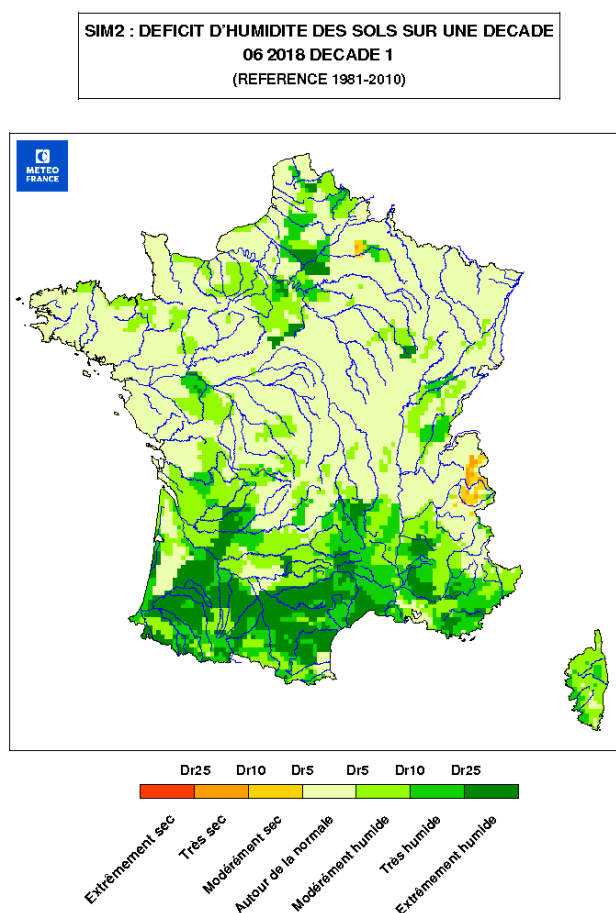 SIM2 : DEFICIT D'HUMIDITE DES SOLS SUR UNE DECADE
06 2018 DECADE 1
(REFERENCE 1981-2010)
METEO
FRANCE
Dr25 Dr10 Dr5 Dr5 Dr10 Dr25
Extrêmement sec
Très sec
Modérément sec
Autour de la normale
Modérément humide
Très humide
Extrêmement humide